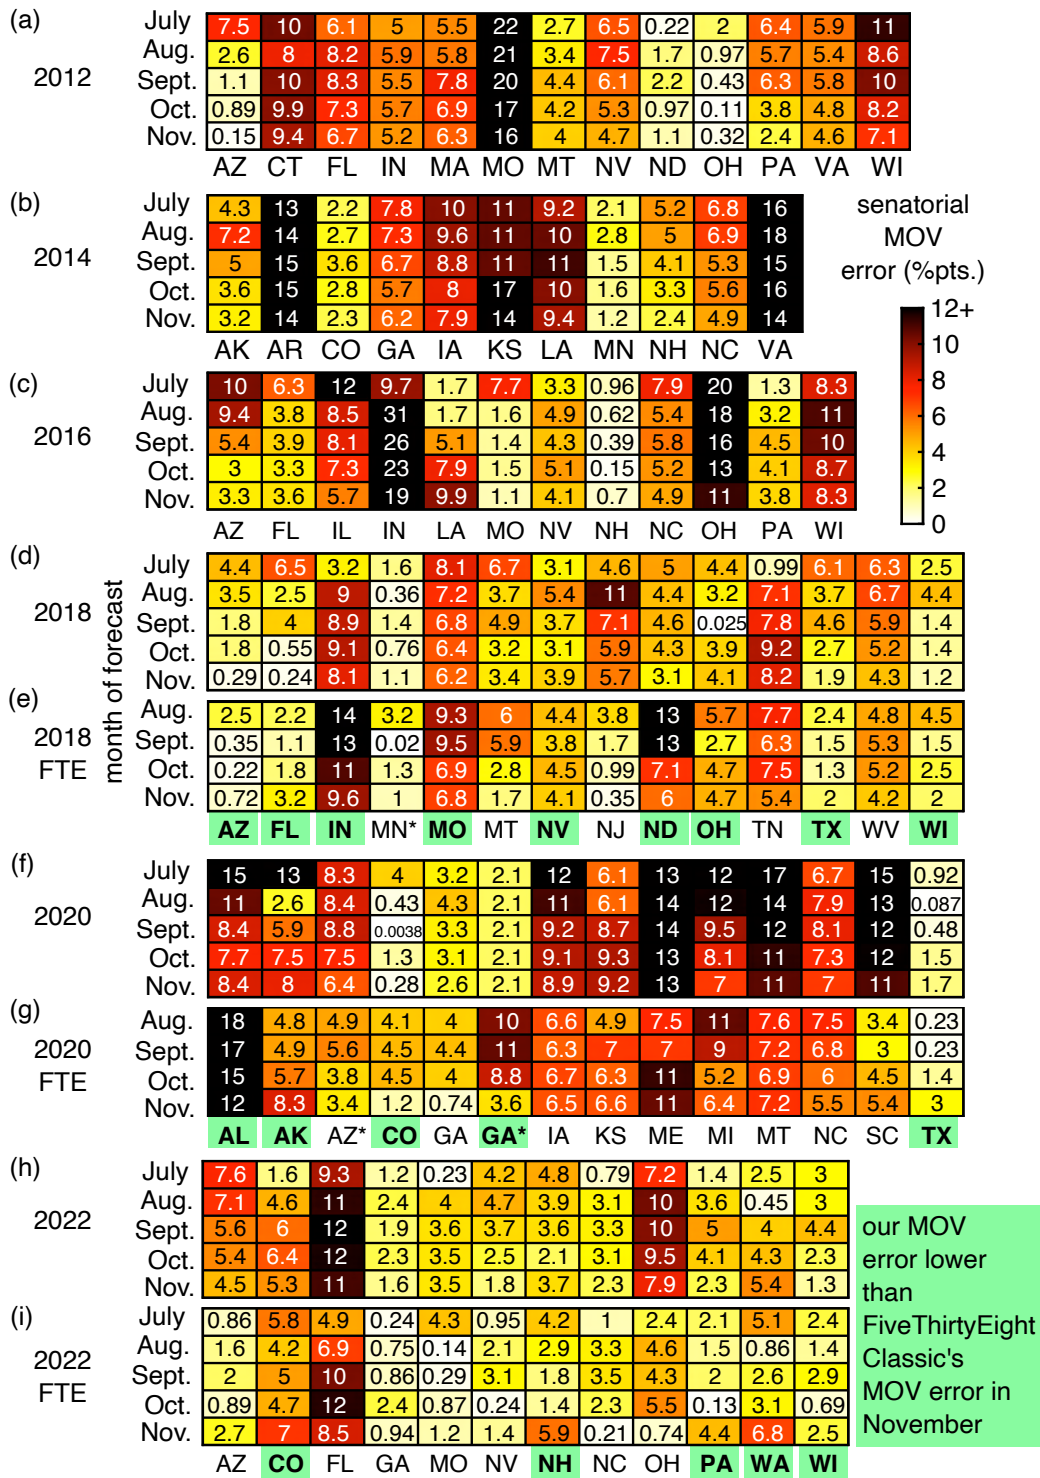 (a)
2012
July 7.5 10 6.1 5 5.5 22 2.7 6.5 0.22 2 6.4 5.9 11
Aug. 2.6 8 8.2 5.9 5.8 21 3.4 7.5 1.7 0.97 5.7 5.4 8.6
Sept. 1.1 10 8.3 5.5 7.8 20 4.4 6.1 2.2 0.43 6.3 5.8 10
Oct. 0.89 9.9 7.3 5.7 6.9 17 4.2 5.3 0.97 0.11 3.8 4.8 8.2
Nov. 0.15 9.4 6.7 5.2 6.3 16 4 4.7 1.1 0.32 2.4 4.6 7.1
AZ CT FL IN MA MO MT NV ND OH PA VA WI
(b)
2014
July 4.3 13 2.2 7.8 10 11 9.2 2.1 5.2 6.8 16
Aug. 7.2 14 2.7 7.3 9.6 11 10 2.8 5 6.9 18
Sept. 5 15 3.6 6.7 8.8 11 11 1.5 4.1 5.3 15
Oct. 3.6 15 2.8 5.7 8 17 10 1.6 3.3 5.6 16
Nov. 3.2 14 2.3 6.2 7.9 14 9.4 1.2 2.4 4.9 14
AK AR CO GA IA KS LA MN NH NC VA
senatorial
MOV
error (%pts.)
12+
10
8
6
4
2
0
(c)
2016
July 10 6.3 12 9.7 1.7 7.7 3.3 0.96 7.9 20 1.3 8.3
Aug. 9.4 3.8 8.5 31 1.7 1.6 4.9 0.62 5.4 18 3.2 11
Sept. 5.4 3.9 8.1 26 5.1 1.4 4.3 0.39 5.8 16 4.5 10
Oct. 3 3.3 7.3 23 7.9 1.5 5.1 0.15 5.2 13 4.1 8.7
Nov. 3.3 3.6 5.7 19 9.9 1.1 4.1 0.7 4.9 11 3.8 8.3
AZ FL IL IN LA MO NV NH NC OH PA WI
month of forecast
(d)
2018
July 4.4 6.5 3.2 1.6 8.1 6.7 3.1 4.6 5 4.4 0.99 6.1 6.3 2.5
Aug. 3.5 2.5 9 0.36 7.2 3.7 5.4 11 4.4 3.2 7.1 3.7 6.7 4.4
Sept. 1.8 4 8.9 1.4 6.8 4.9 3.7 7.1 4.6 0.025 7.8 4.6 5.9 1.4
Oct. 1.8 0.55 9.1 0.76 6.4 3.2 3.1 5.9 4.3 3.9 9.2 2.7 5.2 1.4
Nov. 0.29 0.24 8.1 1.1 6.2 3.4 3.9 5.7 3.1 4.1 8.2 1.9 4.3 1.2
(e)
2018
FTE
Aug. 2.5 2.2 14 3.2 9.3 6 4.4 3.8 13 5.7 7.7 2.4 4.8 4.5
Sept. 0.35 1.1 13 0.02 9.5 5.9 3.8 1.7 13 2.7 6.3 1.5 5.3 1.5
Oct. 0.22 1.8 11 1.3 6.9 2.8 4.5 0.99 7.1 4.7 7.5 1.3 5.2 2.5
Nov. 0.72 3.2 9.6 1 6.8 1.7 4.1 0.35 6 4.7 5.4 2 4.2 2
AZ FL IN MN* MO MT NV NJ ND OH TN TX WV WI
(f)
2020
July 15 13 8.3 4 3.2 2.1 12 6.1 13 12 17 6.7 15 0.92
Aug. 11 2.6 8.4 0.43 4.3 2.1 11 6.1 14 12 14 7.9 13 0.087
Sept. 8.4 5.9 8.8 0.0038 3.3 2.1 9.2 8.7 14 9.5 12 8.1 12 0.48
Oct. 7.7 7.5 7.5 1.3 3.1 2.1 9.1 9.3 13 8.1 11 7.3 12 1.5
Nov. 8.4 8 6.4 0.28 2.6 2.1 8.9 9.2 13 7 11 7 11 1.7
(g)
2020
FTE
Aug. 18 4.8 4.9 4.1 4 10 6.6 4.9 7.5 11 7.6 7.5 3.4 0.23
Sept. 17 4.9 5.6 4.5 4.4 11 6.3 7 7 9 7.2 6.8 3 0.23
Oct. 15 5.7 3.8 4.5 4 8.8 6.7 6.3 11 5.2 6.9 6 4.5 1.4
Nov. 12 8.3 3.4 1.2 0.74 3.6 6.5 6.6 11 6.4 7.2 5.5 5.4 3
AL AK AZ* CO GA GA* IA KS ME MI MT NC SC TX
(h)
2022
July 7.6 1.6 9.3 1.2 0.23 4.2 4.8 0.79 7.2 1.4 2.5 3
Aug. 7.1 4.6 11 2.4 4 4.7 3.9 3.1 10 3.6 0.45 3
Sept. 5.6 6 12 1.9 3.6 3.7 3.6 3.3 10 5 4 4.4
Oct. 5.4 6.4 12 2.3 3.5 2.5 2.1 3.1 9.5 4.1 4.3 2.3
Nov. 4.5 5.3 11 1.6 3.5 1.8 3.7 2.3 7.9 2.3 5.4 1.3
(i)
2022
FTE
July 0.86 5.8 4.9 0.24 4.3 0.95 4.2 1 2.4 2.1 5.1 2.4
Aug. 1.6 4.2 6.9 0.75 0.14 2.1 2.9 3.3 4.6 1.5 0.86 1.4
Sept. 2 5 10 0.86 0.29 3.1 1.8 3.5 4.3 2 2.6 2.9
Oct. 0.89 4.7 12 2.4 0.87 0.24 1.4 2.3 5.5 0.13 3.1 0.69
Nov. 2.7 7 8.5 0.94 1.2 1.4 5.9 0.21 0.74 4.4 6.8 2.5
AZ CO FL GA MO NV NH NC OH PA WA WI
our MOV
error lower
than
FiveThirtyEight
Classic's
MOV error in
November